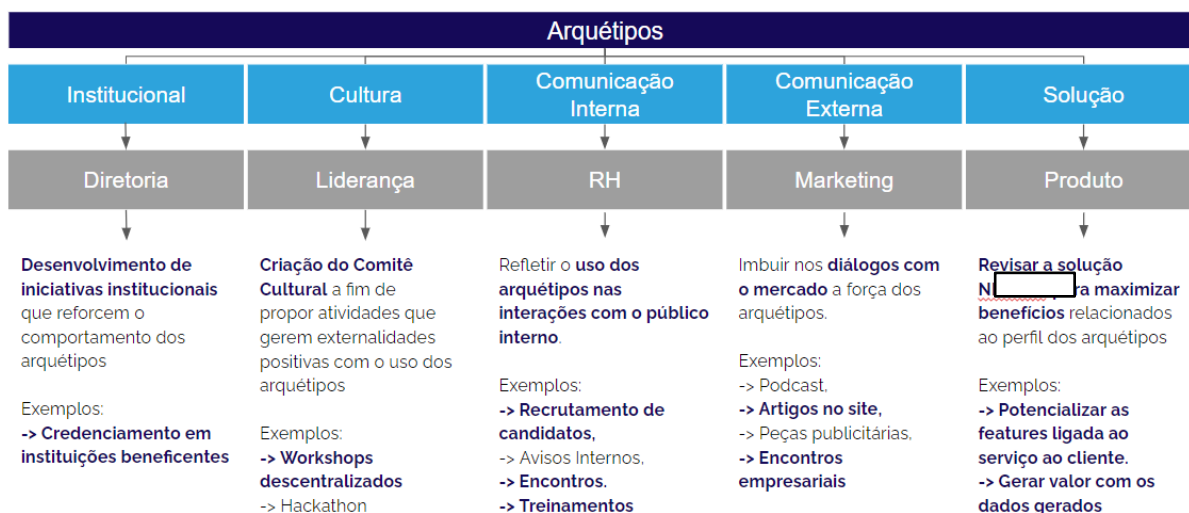 Arquétipos
Institucional
Cultura
Comunicação
Interna
Comunicação
Externa
Solução
Diretoria
Liderança
RH
Marketing
Produto
Desenvolvimento de
iniciativas institucionais
que reforcem o
comportamento dos
arquétipos
Exemplos:
-> Credenciamento em
instituições beneficentes
Criação do Comitê
Cultural a fim de
propor atividades que
gerem externalidades
positivas com o uso dos
arquétipos
Exemplos:
-> Workshops
descentralizados
-> Hackathon
Refletir o uso dos
arquétipos nas
interações com o público
interno.
Exemplos:
-> Recrutamento de
candidatos,
-> Avisos Internos,
-> Encontros.
-> Treinamentos
Imbuir nos diálogos com
o mercado a força dos
arquétipos.
Exemplos:
-> Podcast,
-> Artigos no site,
-> Peças publicitárias,
-> Encontros
empresariais
Revisar a solução
maximizar
benefícios relacionados
ao perfil dos arquétipos
Exemplos:
-> Potencializar as
features ligada ao
serviço ao cliente.
-> Gerar valor com os
dados gerados